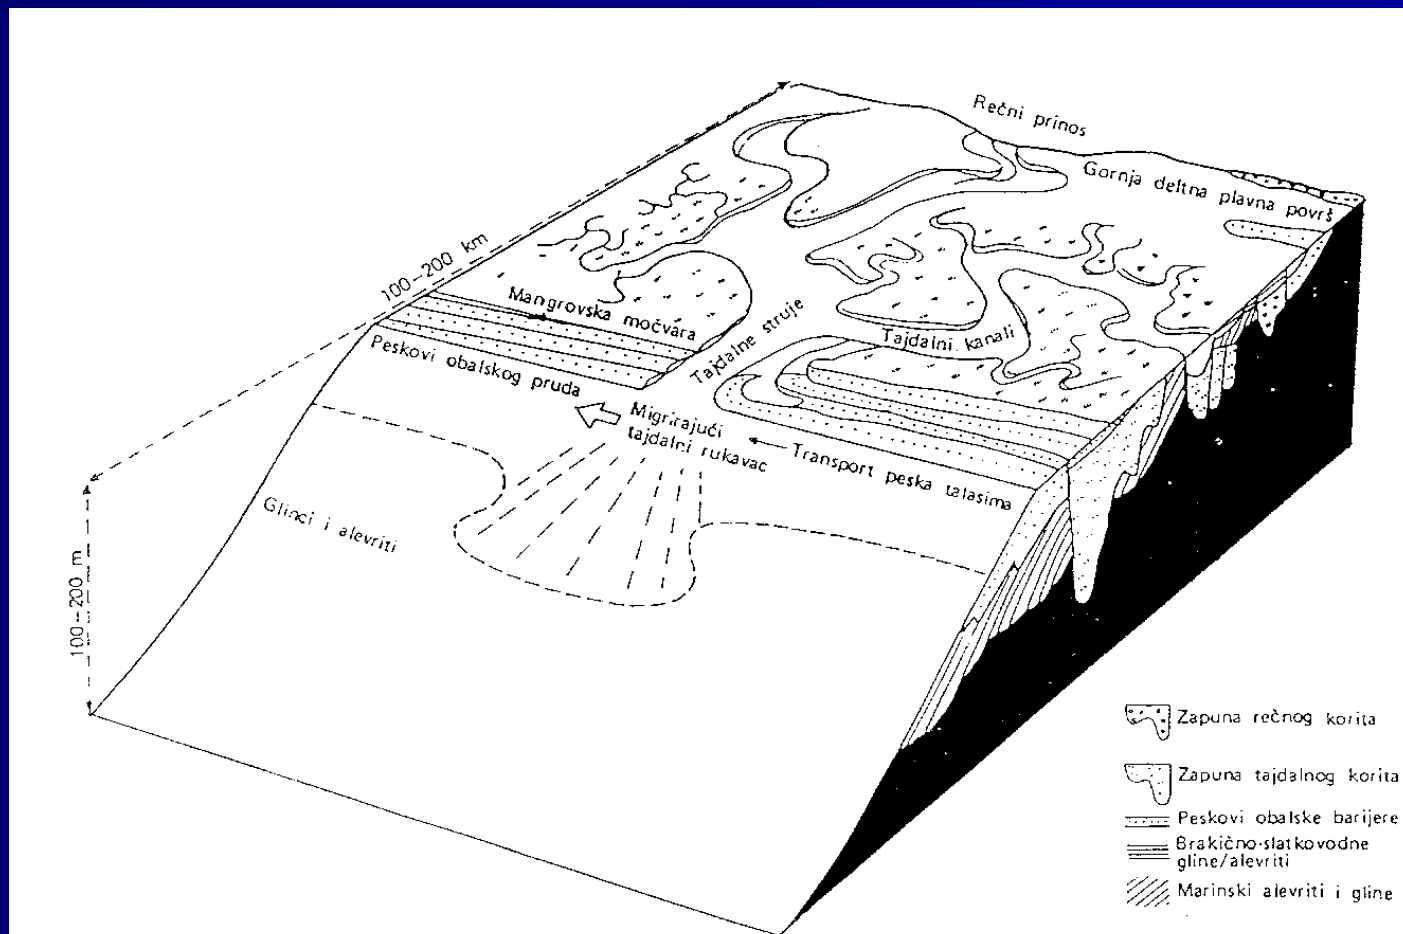 Rečni prinos
Gornja deltna plavna površ
100–200 km
Mangrovska močvara
Tajdalne struje
Tajdalni kanali
Peskovi obalskog pruda
Migrirajući
tajdalni rukavac
Transport peska talasima
Glinci i alevriti
100–200 m
Zapuna rečnog korita
Zapuna tajdalnog korita
Peskovi obalske barijere
Brakično-slatkovodne
gline/alevriti
Marinski alevriti i gline